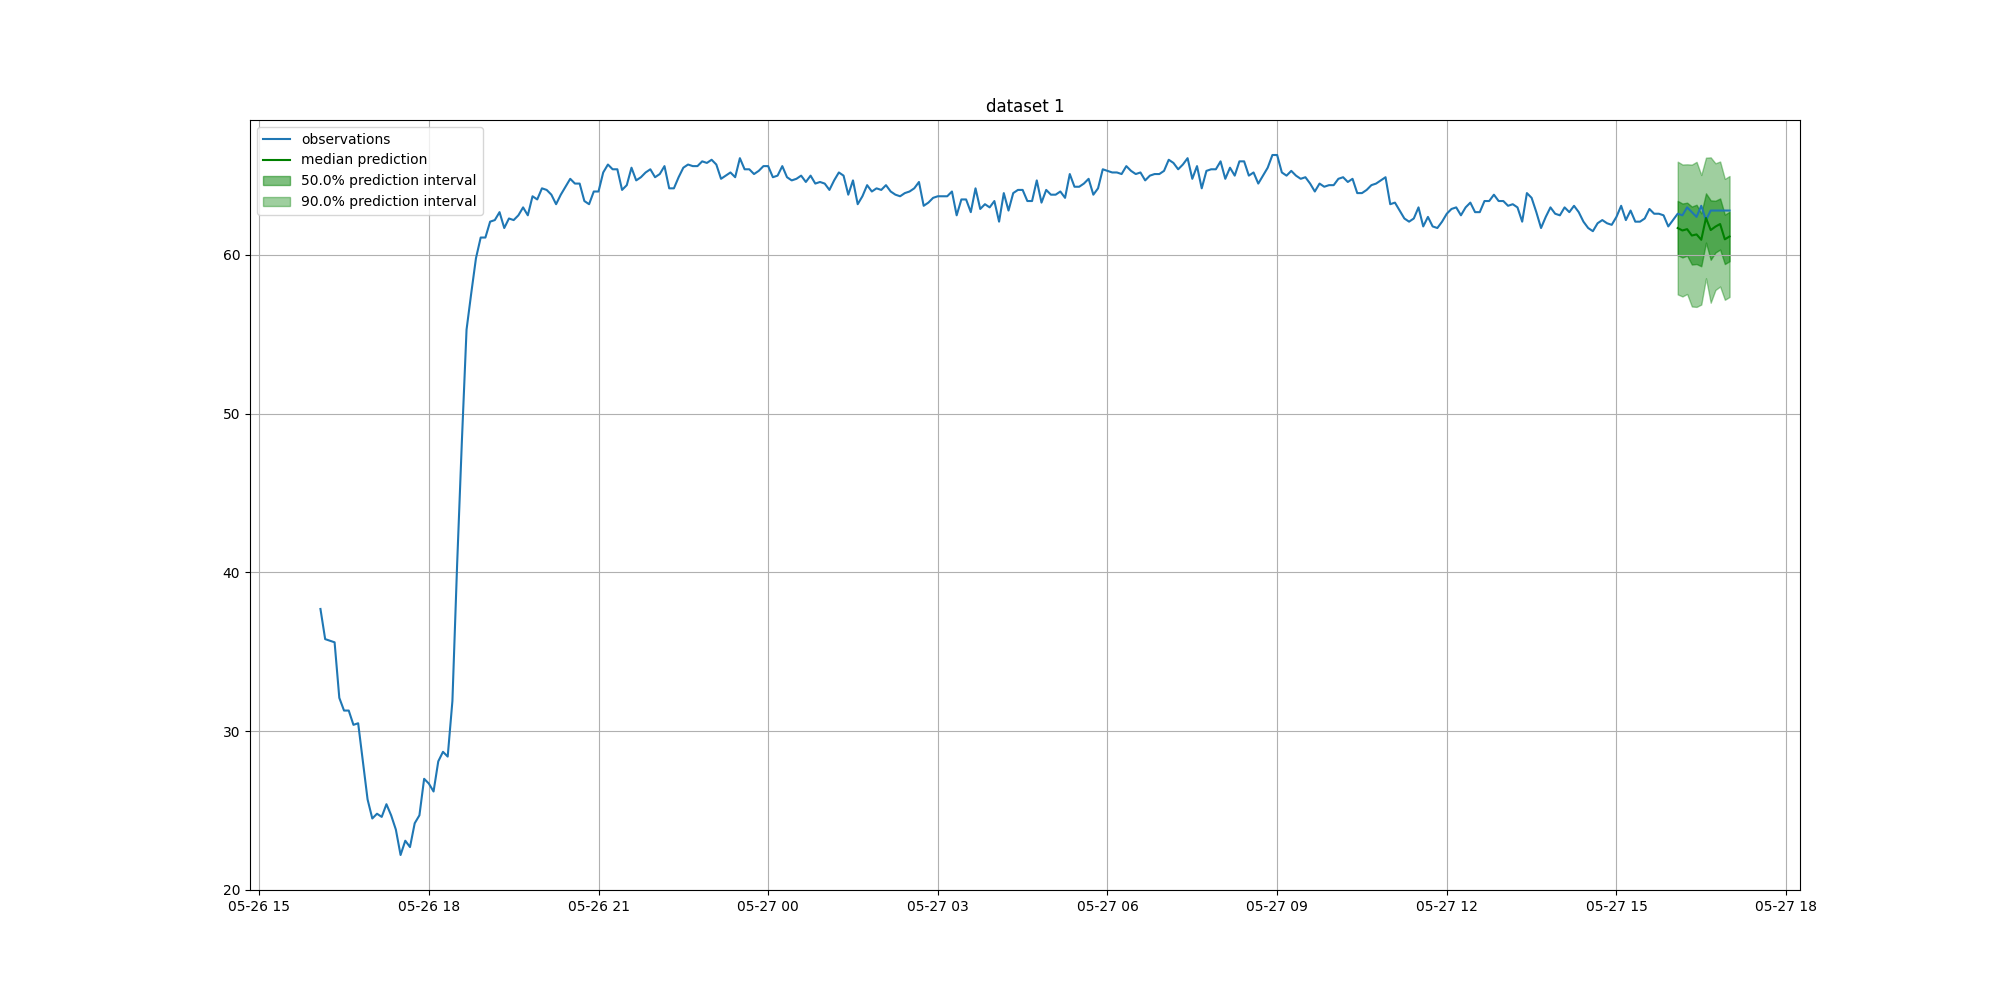 dataset 1
observations
median prediction
50.0% prediction interval
90.0% prediction interval
60
50
40
30
20
05-26 15 05-26 18 05-26 21 05-27 00 05-27 03 05-27 06 05-27 09 05-27 12 05-27 15 05-27 18